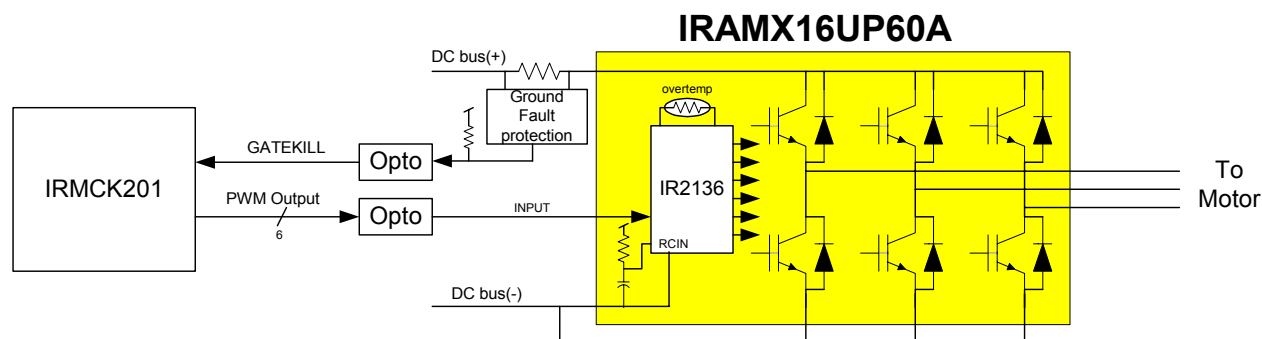 IRAMX16UP60A
DC bus(+)
overtemp
Ground
Fault
protection
GATEKILL
Opto
IRMCK201
IR2136
To
Motor
PWM Output
6
Opto
INPUT
RCIN
DC bus(-)